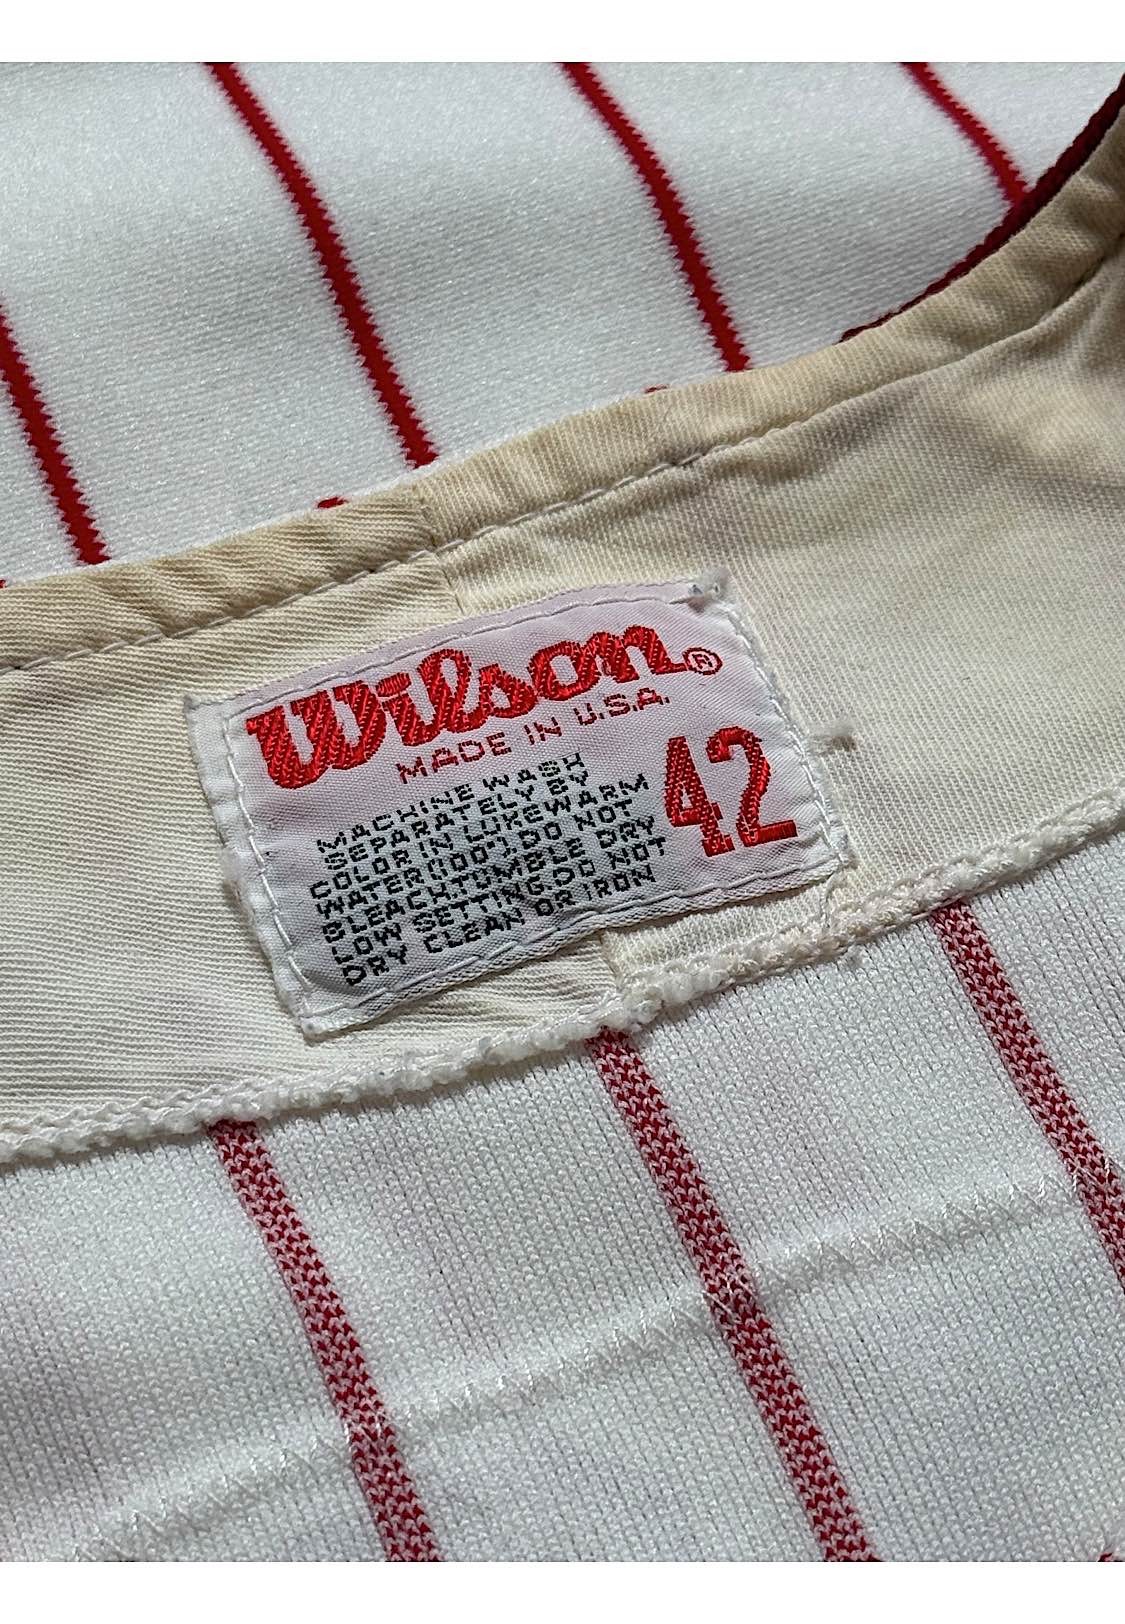 Wilson®
MADE IN U.S.A.
42
MACHINE WASH
SEPARATELY BY
COLOR IN LUKEWARM
WATER(100°).DO NOT
BLEACH.TUMBLE DRY
LOW SETTING.DO NOT
DRY CLEAN OR IRON